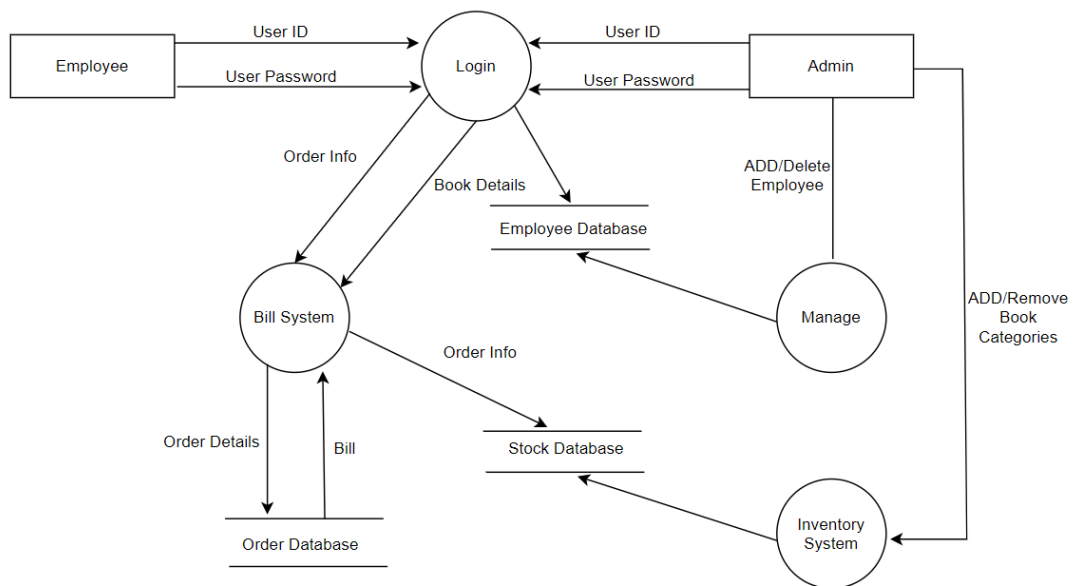 User ID
User ID
Employee
Login
Admin
User Password
User Password
Order Info
ADD/Delete
Employee
Book Details
Employee Database
Bill System
Manage
ADD/Remove
Book
Categories
Order Info
Order Details
Bill
Stock Database
Inventory
System
Order Database